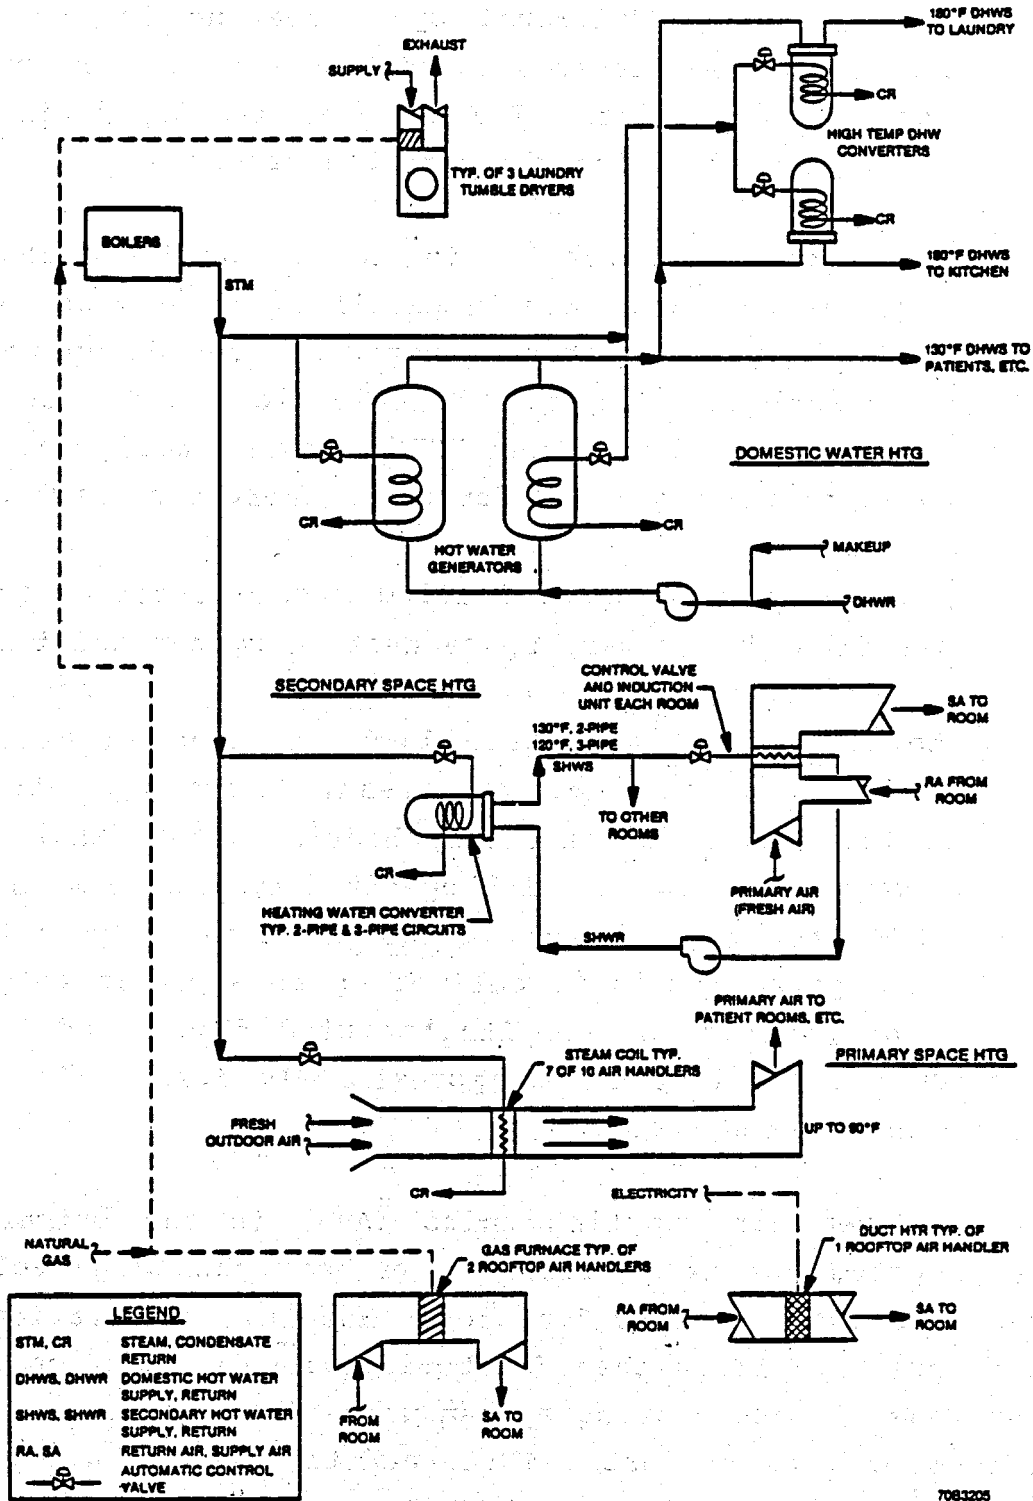 180°F DHWS
TO LAUNDRY
EXHAUST
SUPPLY
CR
HIGH TEMP DHW
CONVERTERS
TYP. OF 3 LAUNDRY
TUMBLE DRYERS
CR
BOILERS
180°F DHWS
TO KITCHEN
STM
130°F DHWS TO
PATIENTS, ETC.
DOMESTIC WATER HTG
CR
CR
HOT WATER
GENERATORS
MAKEUP
DHWR
SECONDARY SPACE HTG
CONTROL VALVE
AND INDUCTION
UNIT EACH ROOM
SA TO
ROOM
130°F, 2-PIPE
120°F, 3-PIPE
SHWS
RA FROM
ROOM
TO OTHER
ROOMS
CR
PRIMARY AIR
(FRESH AIR)
HEATING WATER CONVERTER
TYP. 2-PIPE & 3-PIPE CIRCUITS
SHWR
PRIMARY AIR TO
PATIENT ROOMS, ETC.
STEAM COIL TYP.
7 OF 10 AIR HANDLERS
PRIMARY SPACE HTG
FRESH
OUTDOOR AIR
UP TO 60°F
CR
ELECTRICITY
NATURAL
GAS
GAS FURNACE TYP. OF
2 ROOFTOP AIR HANDLERS
DUCT HTR TYP. OF
1 ROOFTOP AIR HANDLER
RA FROM
ROOM
SA TO
ROOM
FROM
ROOM
SA TO
ROOM
LEGEND
STM, CR STEAM, CONDENSATE
RETURN
DHWS, DHWR DOMESTIC HOT WATER
SUPPLY, RETURN
SHWS, SHWR SECONDARY HOT WATER
SUPPLY, RETURN
RA, SA RETURN AIR, SUPPLY AIR
AUTOMATIC CONTROL
VALVE
7083205